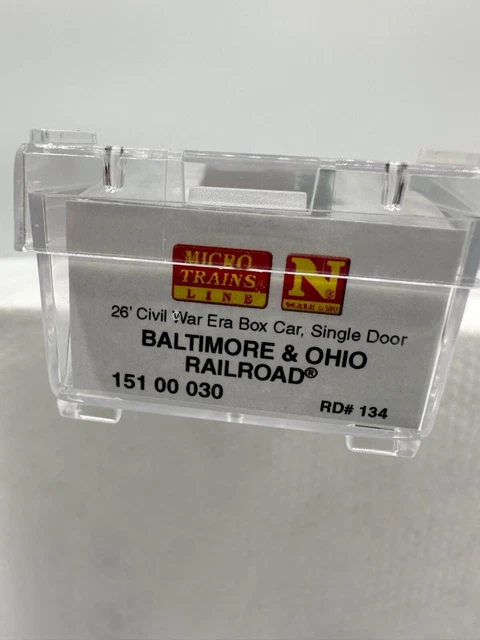 MICRO
TRAINS®
LINE
N®
SCALE 1:160
26' Civil War Era Box Car, Single Door
BALTIMORE & OHIO
RAILROAD®
151 00 030
RD# 134